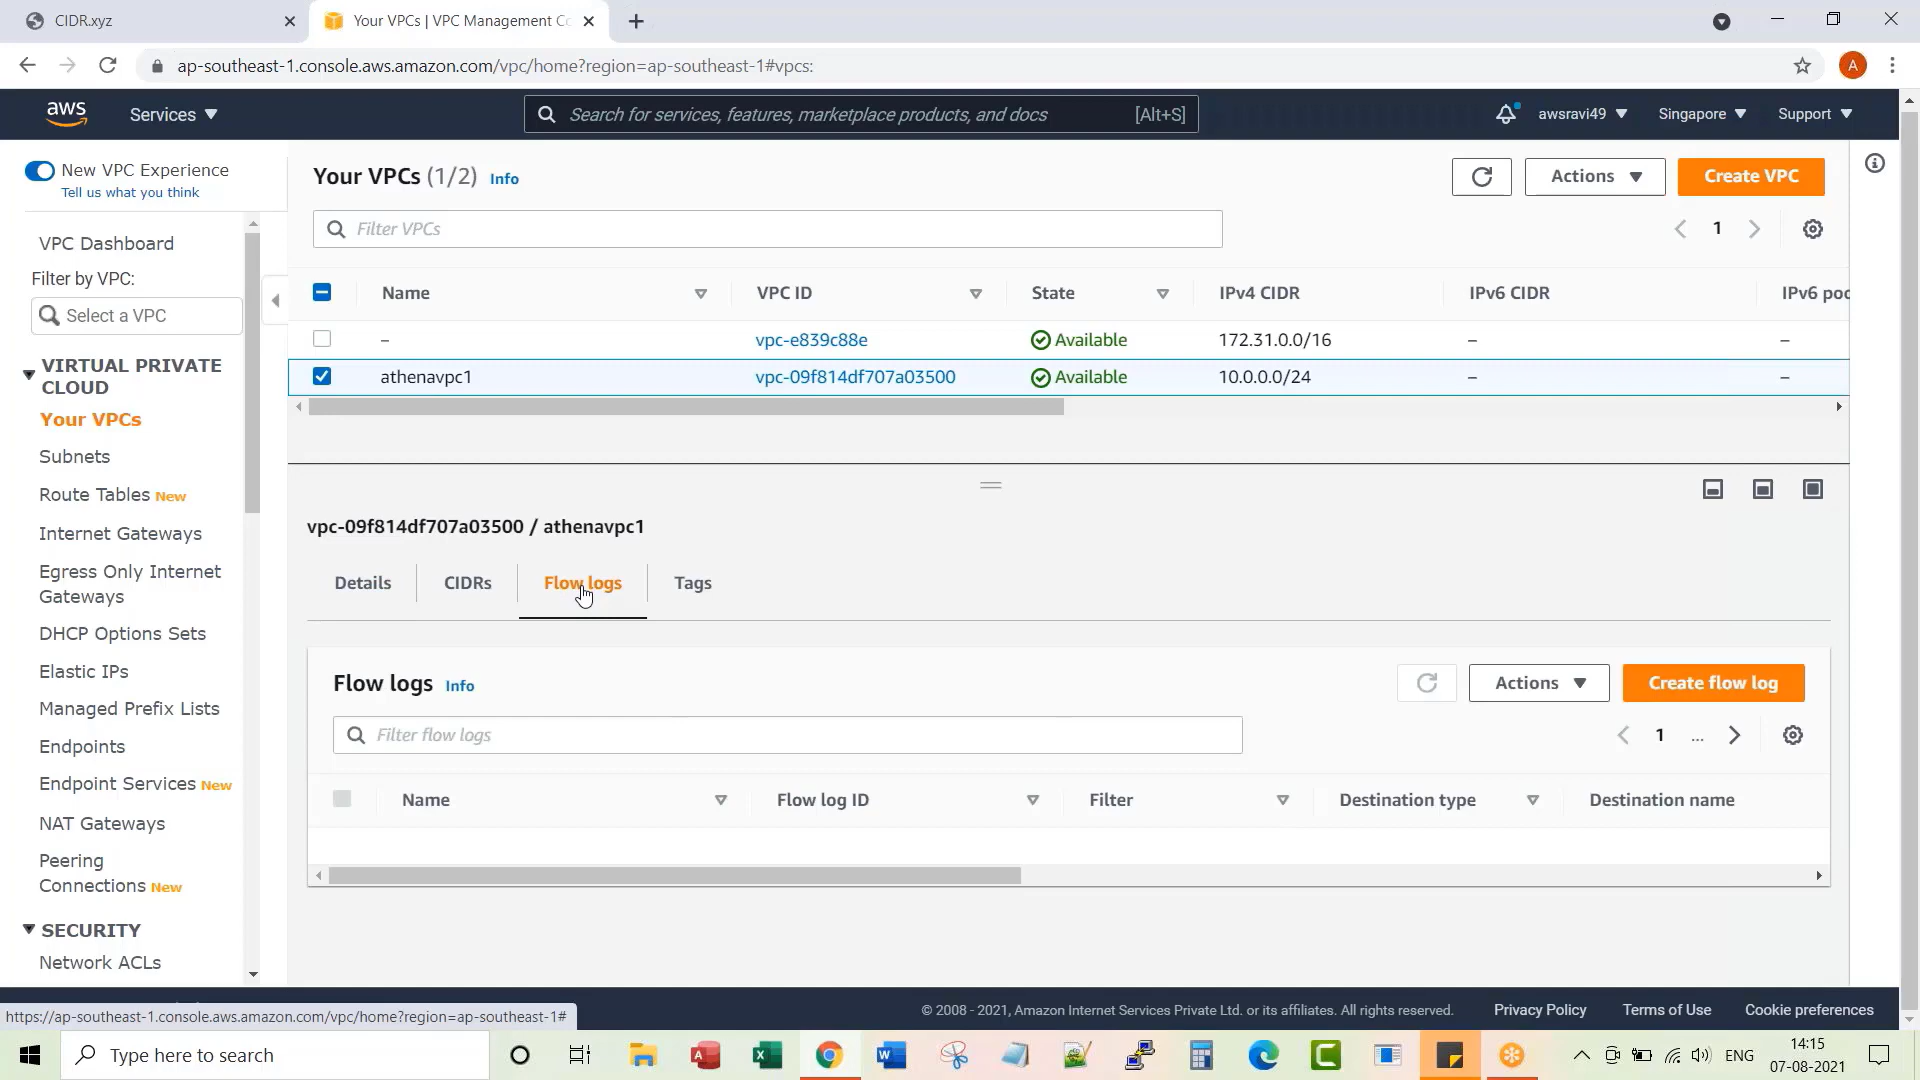 CIDR.xyz
Your VPCs | VPC Management Co
ap-southeast-1.console.aws.amazon.com/vpc/home?region=ap-southeast-1#vpcs:
A
aws
Services
Search for services, features, marketplace products, and docs [Alt+S]
awsravi49
Singapore
Support
New VPC Experience
Tell us what you think
VPC Dashboard
Filter by VPC:
Select a VPC
VIRTUAL PRIVATE
CLOUD
Your VPCs
Subnets
Route Tables New
Internet Gateways
Egress Only Internet
Gateways
DHCP Options Sets
Elastic IPs
Managed Prefix Lists
Endpoints
Endpoint Services New
NAT Gateways
Peering
Connections New
SECURITY
Network ACLs
Your VPCs (1/2) Info
Actions
Create VPC
Filter VPCs
1
Name VPC ID State IPv4 CIDR IPv6 CIDR IPv6 poo
– vpc-e839c88e Available 172.31.0.0/16 – –
athenavpc1 vpc-09f814df707a03500 Available 10.0.0.0/24 – –
vpc-09f814df707a03500 / athenavpc1
Details CIDRs Flow logs Tags
Flow logs Info
Actions
Create flow log
Filter flow logs
1 ...
Name Flow log ID Filter Destination type Destination name
https://ap-southeast-1.console.aws.amazon.com/vpc/home?region=ap-southeast-1#
© 2008 - 2021, Amazon Internet Services Private Ltd. or its affiliates. All rights reserved. Privacy Policy Terms of Use Cookie preferences
Type here to search
ENG
14:15
07-08-2021